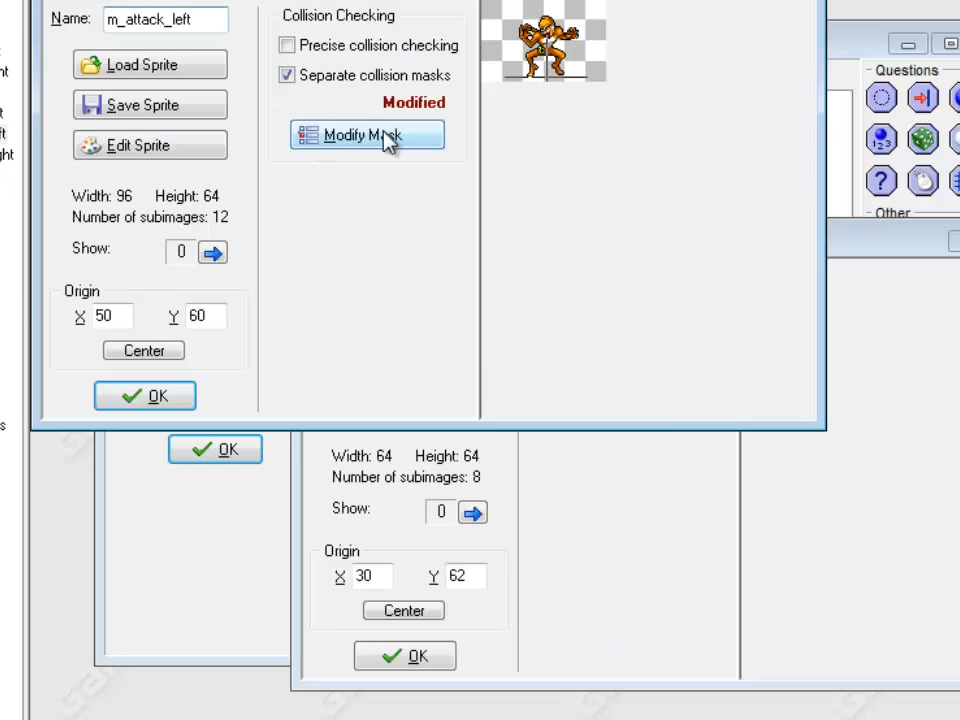 Name: m_attack_left
Load Sprite
Save Sprite
Edit Sprite
Width: 96 Height: 64
Number of subimages: 12
Show: 0
Origin
X 50 Y 60
Center
OK
Collision Checking
Precise collision checking
Separate collision masks
Modified
Modify Mask
Questions
123
?
Other
OK
Width: 64 Height: 64
Number of subimages: 8
Show: 0
Origin
X 30 Y 62
Center
OK